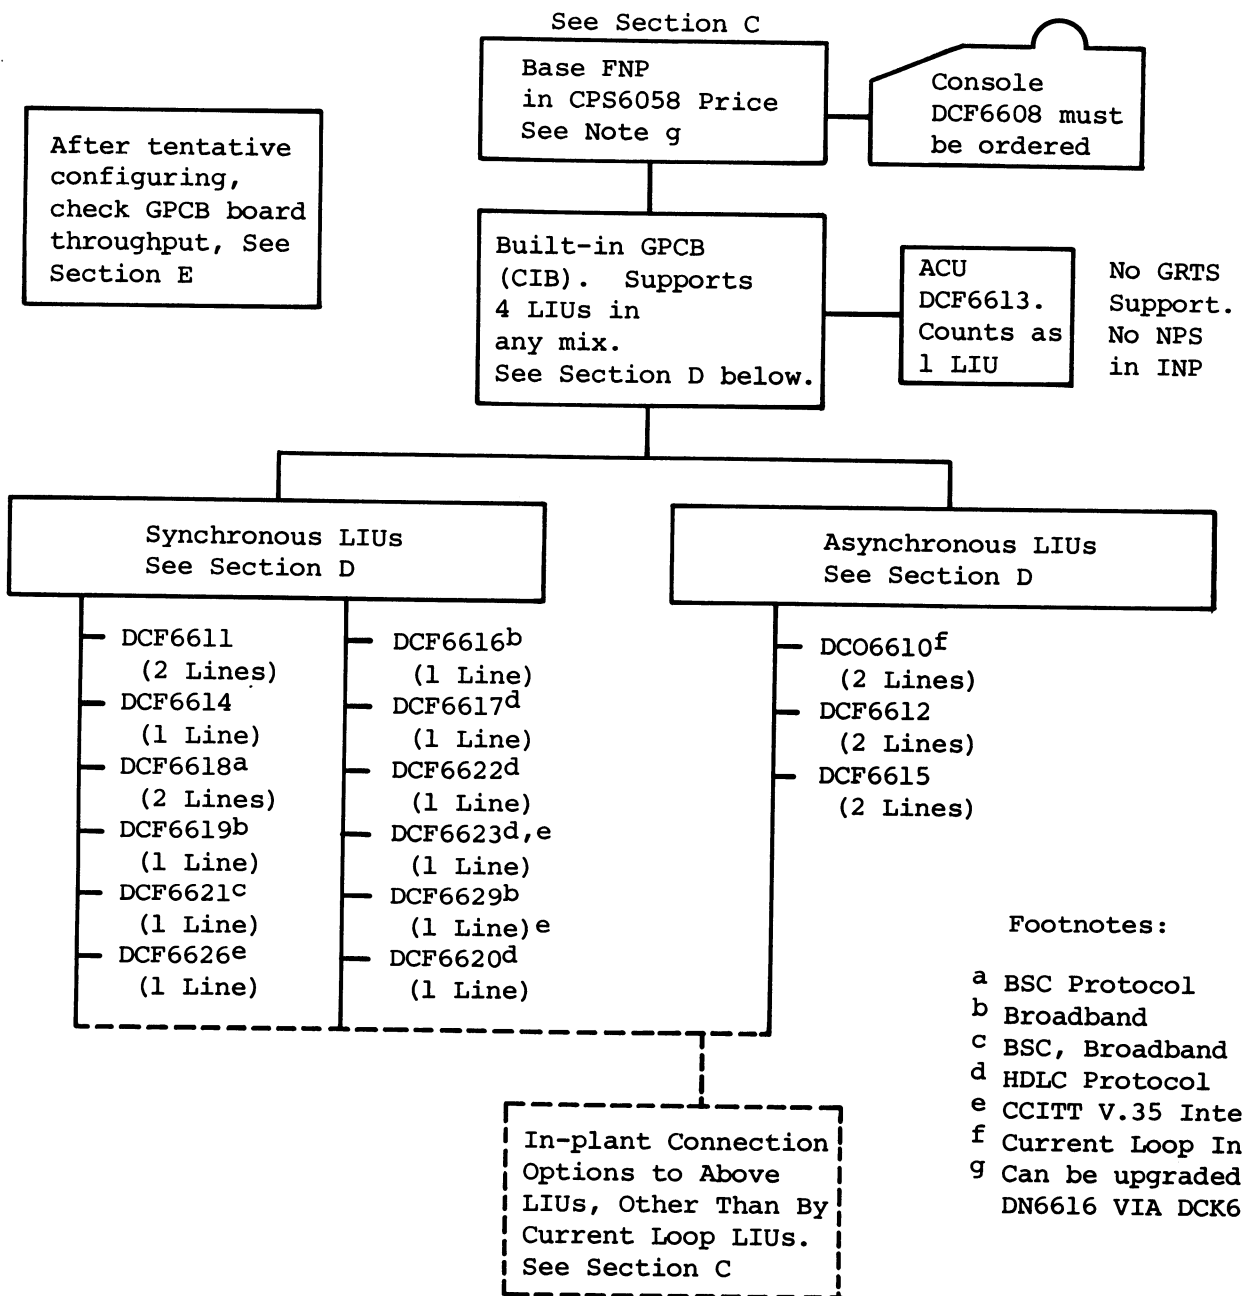 See Section C
Base FNP
in CPS6058 Price
See Note g
Console
DCF6608 must
be ordered
After tentative
configuring,
check GPCB board
throughput, See
Section E
Built-in GPCB
(CIB). Supports
4 LIUs in
any mix.
See Section D below.
ACU
DCF6613.
Counts as
1 LIU
No GRTS
Support.
No NPS
in INP
Synchronous LIUs
See Section D
Asynchronous LIUs
See Section D
DCF6611
(2 Lines)
DCF6614
(1 Line)
DCF6618a
(2 Lines)
DCF6619b
(1 Line)
DCF6621c
(1 Line)
DCF6626e
(1 Line)
DCF6616b
(1 Line)
DCF6617d
(1 Line)
DCF6622d
(1 Line)
DCF6623d,e
(1 Line)
DCF6629b
(1 Line)e
DCF6620d
(1 Line)
DCO6610f
(2 Lines)
DCF6612
(2 Lines)
DCF6615
(2 Lines)
Footnotes:
a BSC Protocol
b Broadband
c BSC, Broadband
d HDLC Protocol
e CCITT V.35 Inte
f Current Loop In
g Can be upgraded
DN6616 VIA DCK6
In-plant Connection
Options to Above
LIUs, Other Than By
Current Loop LIUs.
See Section C